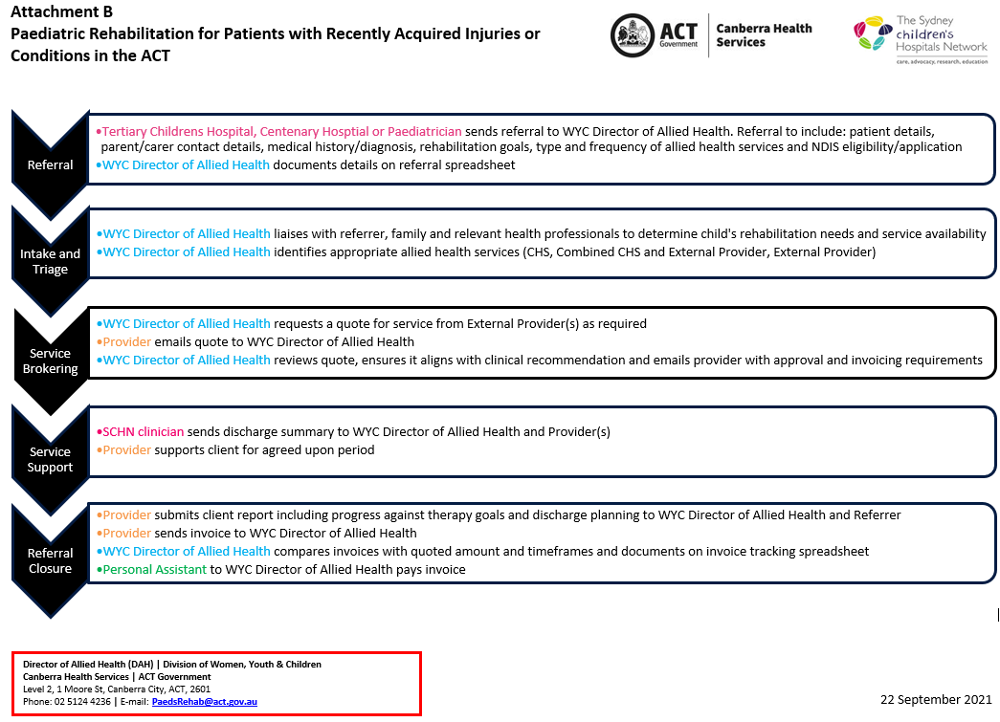 Attachment B
Paediatric Rehabilitation for Patients with Recently Acquired Injuries or
Conditions in the ACT
ACT
Government
Canberra Health
Services
The Sydney
children's
Hospitals Network
care, advocacy, research, education
Referral
•Tertiary Childrens Hospital, Centenary Hosptial or Paediatrician sends referral to WYC Director of Allied Health. Referral to include: patient details,
parent/carer contact details, medical history/diagnosis, rehabilitation goals, type and frequency of allied health services and NDIS eligibility/application
•WYC Director of Allied Health documents details on referral spreadsheet
Intake and
Triage
•WYC Director of Allied Health liaises with referrer, family and relevant health professionals to determine child's rehabilitation needs and service availability
•WYC Director of Allied Health identifies appropriate allied health services (CHS, Combined CHS and External Provider, External Provider)
Service
Brokering
•WYC Director of Allied Health requests a quote for service from External Provider(s) as required
•Provider emails quote to WYC Director of Allied Health
•WYC Director of Allied Health reviews quote, ensures it aligns with clinical recommendation and emails provider with approval and invoicing requirements
Service
Support
•SCHN clinician sends discharge summary to WYC Director of Allied Health and Provider(s)
•Provider supports client for agreed upon period
Referral
Closure
•Provider submits client report including progress against therapy goals and discharge planning to WYC Director of Allied Health and Referrer
•Provider sends invoice to WYC Director of Allied Health
•WYC Director of Allied Health compares invoices with quoted amount and timeframes and documents on invoice tracking spreadsheet
•Personal Assistant to WYC Director of Allied Health pays invoice
Director of Allied Health (DAH) | Division of Women, Youth & Children
Canberra Health Services | ACT Government
Level 2, 1 Moore St, Canberra City, ACT, 2601
Phone: 02 5124 4236 | E-mail: PaedsRehab@act.gov.au
22 September 2021